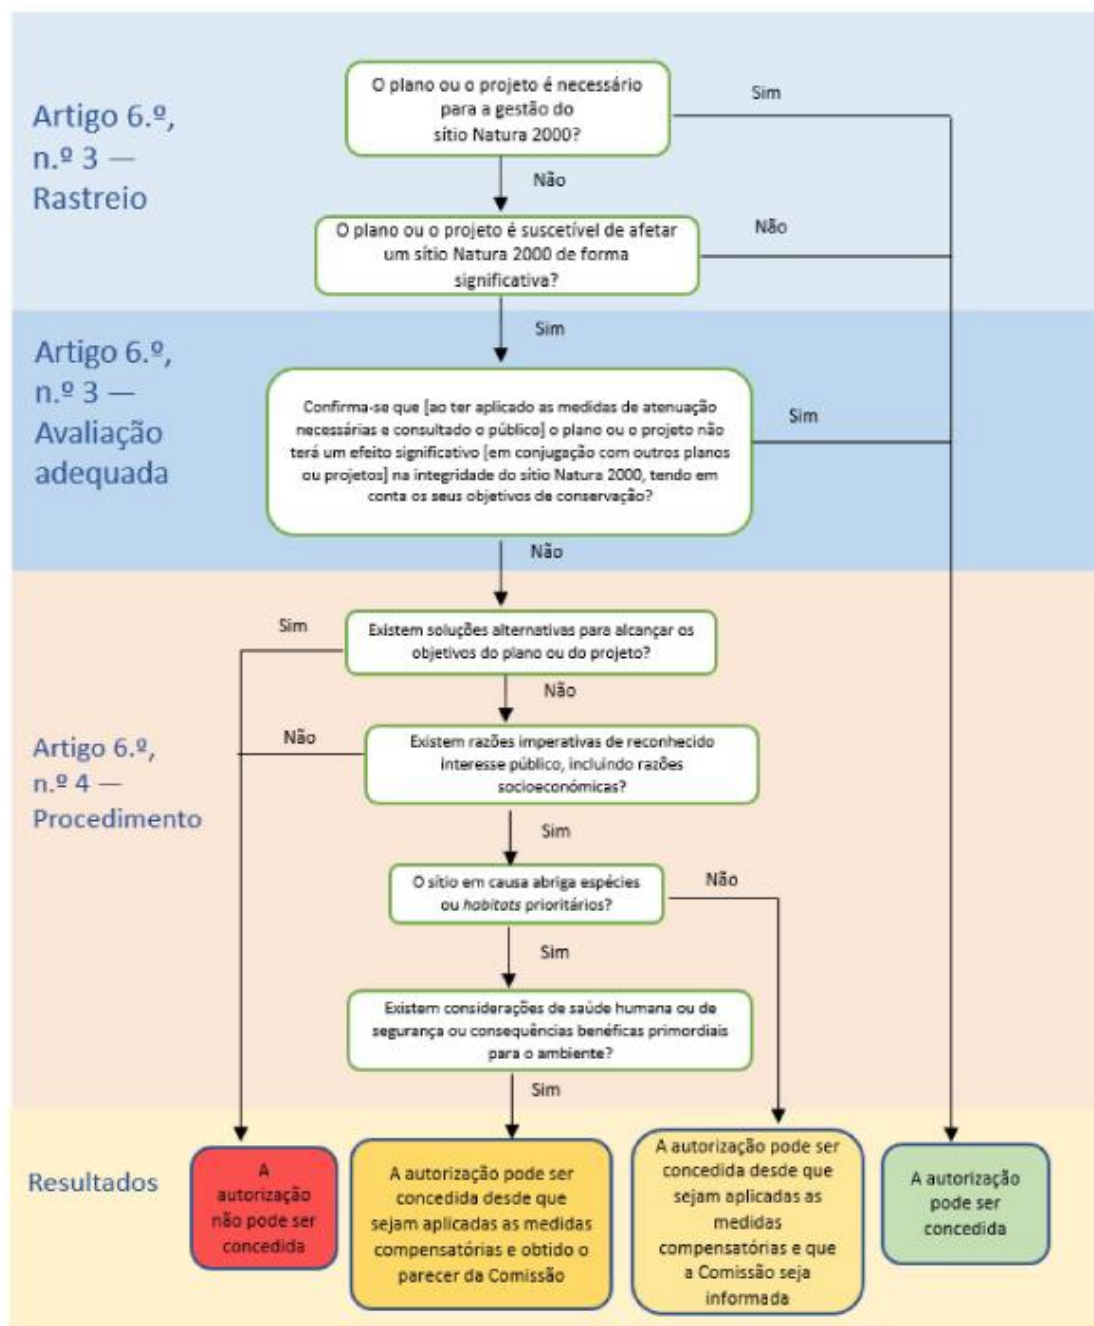 Artigo 6.º,
n.º 3 —
Rastreio
O plano ou o projeto é necessário
para a gestão do
sítio Natura 2000?
Sim
Não
O plano ou o projeto é suscetível de afetar
um sítio Natura 2000 de forma
significativa?
Não
Sim
Artigo 6.º,
n.º 3 —
Avaliação
adequada
Confirma-se que [ao ter aplicado as medidas de atenuação
necessárias e consultado o público] o plano ou o projeto não
terá um efeito significativo [em conjugação com outros planos
ou projetos] na integridade do sítio Natura 2000, tendo em
conta os seus objetivos de conservação?
Sim
Não
Artigo 6.º,
n.º 4 —
Procedimento
Sim
Existem soluções alternativas para alcançar os
objetivos do plano ou do projeto?
Não
Não
Existem razões imperativas de reconhecido
interesse público, incluindo razões
socioeconómicas?
Sim
O sítio em causa abriga espécies
ou habitats prioritários?
Não
Sim
Existem considerações de saúde humana ou de
segurança ou consequências benéficas primordiais
para o ambiente?
Sim
Resultados
A
autorização
não pode ser
concedida
A autorização pode ser
concedida desde que
sejam aplicadas as medidas
compensatórias e obtido o
parecer da Comissão
A autorização pode ser
concedida desde que
sejam aplicadas as
medidas
compensatórias e que
a Comissão seja
informada
A autorização
pode ser
concedida